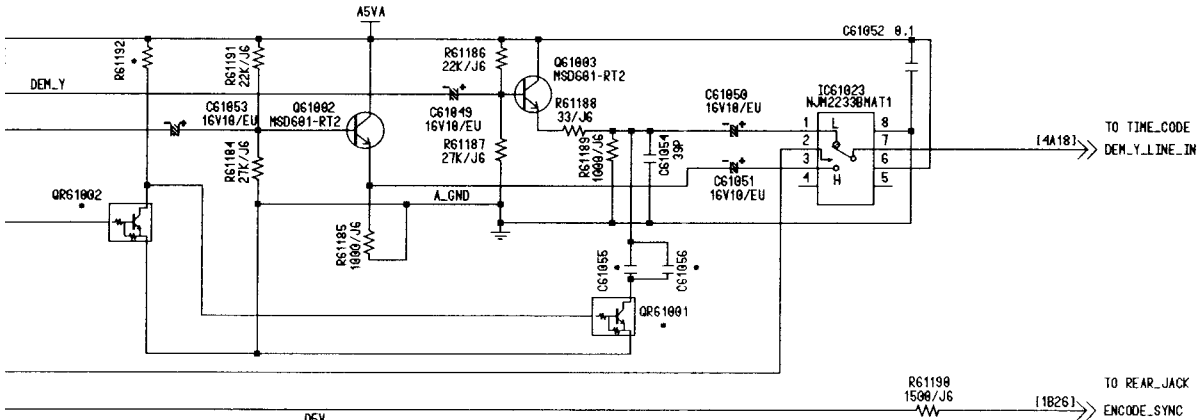 A5VA
C61052 0.1
R61192
*
R61191
22K/J6
R61186
22K/J6
Q61003
MSD601-RT2
DEM_Y
C61053
16V10/EU
Q61002
MSD601-RT2
C61049
16V10/EU
R61188
33/J6
C61050
16V10/EU
IC61023
NJM2233BMAT1
1
L
8
2
7
3
H
6
4
5
TO TIME_CODE
[4A18]
DEM_Y_LINE_IN
R61184
27K/J6
R61187
27K/J6
R61189
1000/J6
C61054
39P
C61051
16V10/EU
QR61002
*
A_GND
R61185
1000/J6
C61055
*
C61056
*
QR61001
*
R61190
1500/J6
TO REAR_JACK
[1B26]
ENCODE_SYNC
D5V